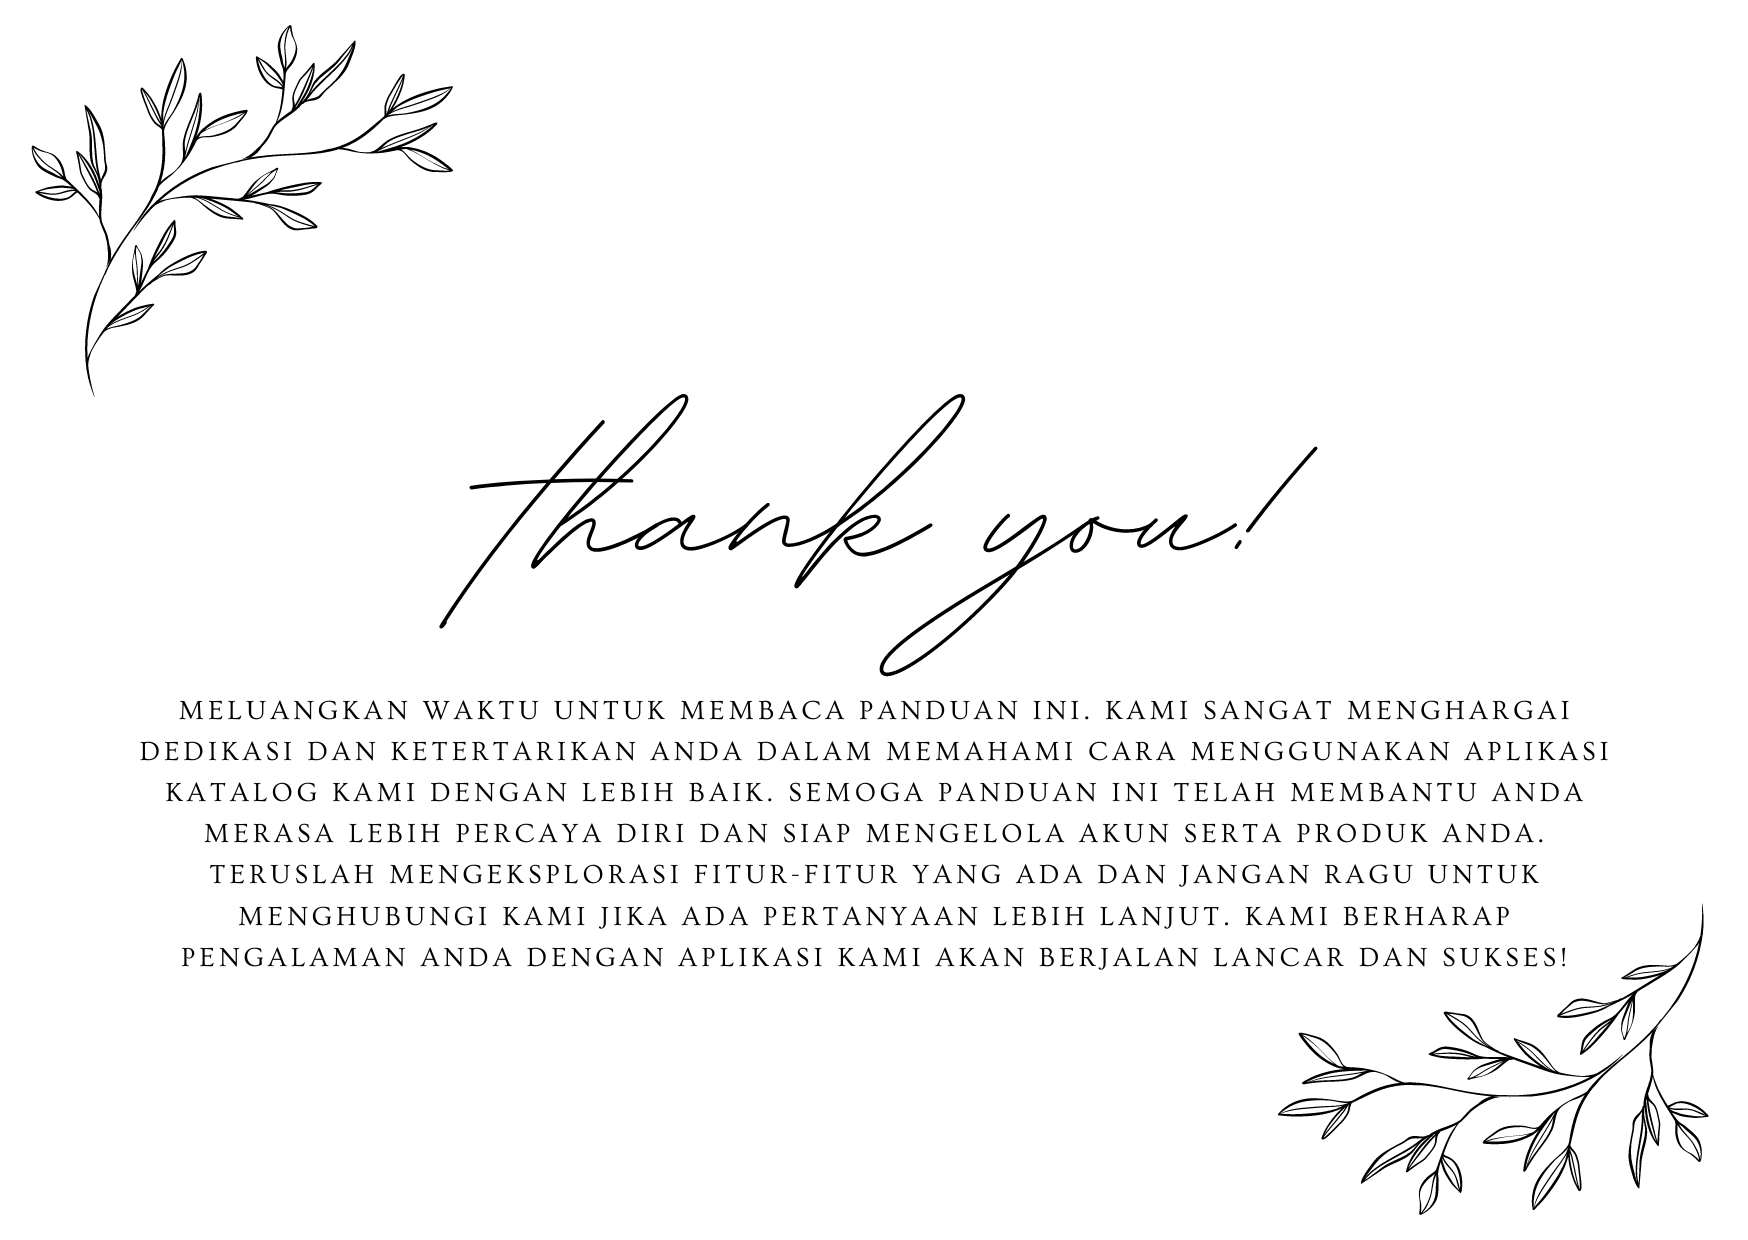 thank you!
MELUANGKAN WAKTU UNTUK MEMBACA PANDUAN INI. KAMI SANGAT MENGHARGAI
DEDIKASI DAN KETERTARIKAN ANDA DALAM MEMAHAMI CARA MENGGUNAKAN APLIKASI
KATALOG KAMI DENGAN LEBIH BAIK. SEMOGA PANDUAN INI TELAH MEMBANTU ANDA
MERASA LEBIH PERCAYA DIRI DAN SIAP MENGELOLA AKUN SERTA PRODUK ANDA.
TERUSLAH MENGEKSPLORASI FITUR-FITUR YANG ADA DAN JANGAN RAGU UNTUK
MENGHUBUNGI KAMI JIKA ADA PERTANYAAN LEBIH LANJUT. KAMI BERHARAP
PENGALAMAN ANDA DENGAN APLIKASI KAMI AKAN BERJALAN LANCAR DAN SUKSES!